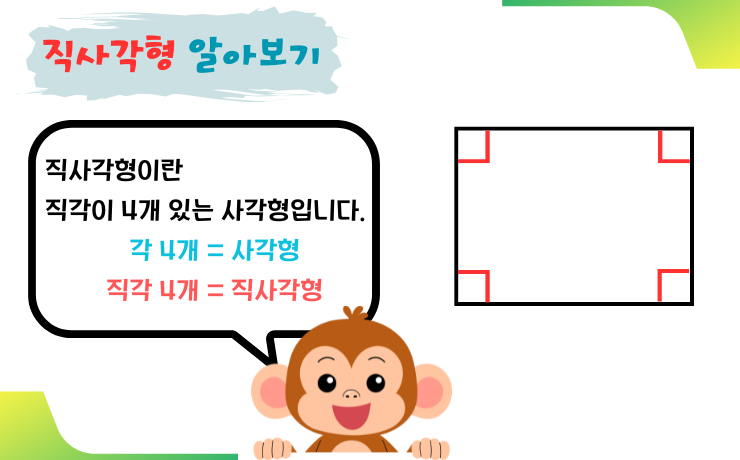 직사각형 알아보기
직사각형이란
직각이 4개 있는 사각형입니다.
각 4개 = 사각형
직각 4개 = 직사각형